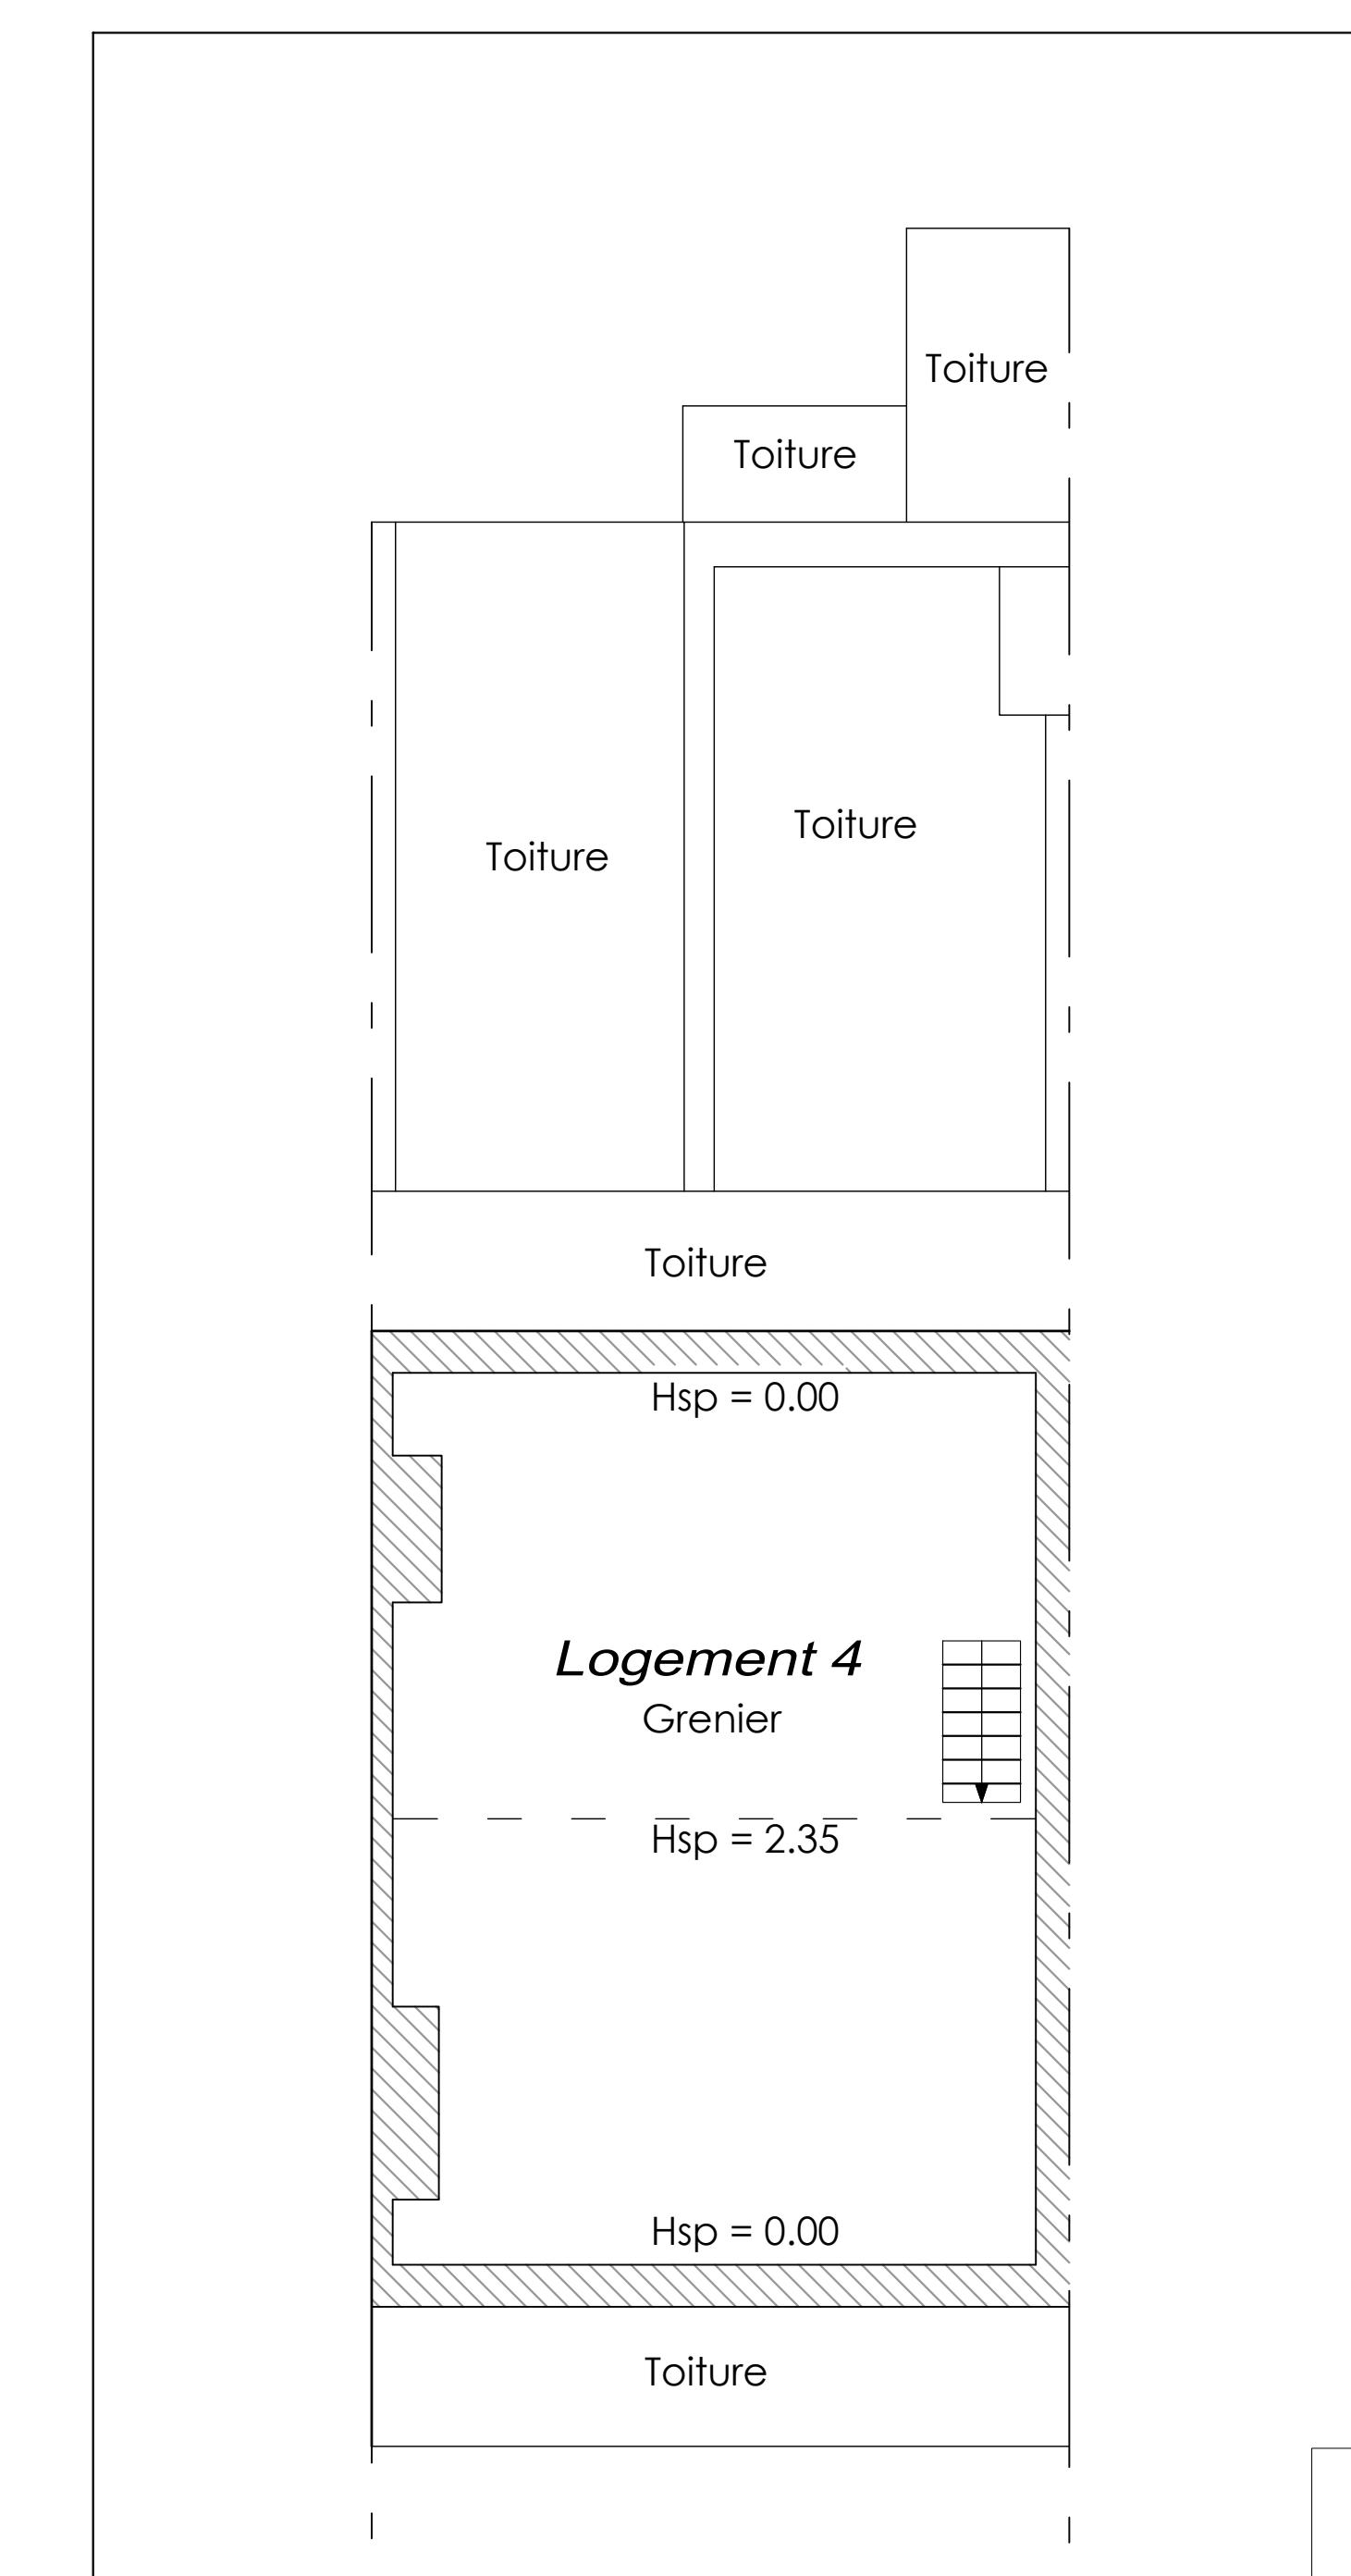 Toiture
Toiture
Toiture
Toiture
Toiture
Hsp = 0.00
Logement 4
Grenier
Hsp = 2.35
Hsp = 0.00
Toiture